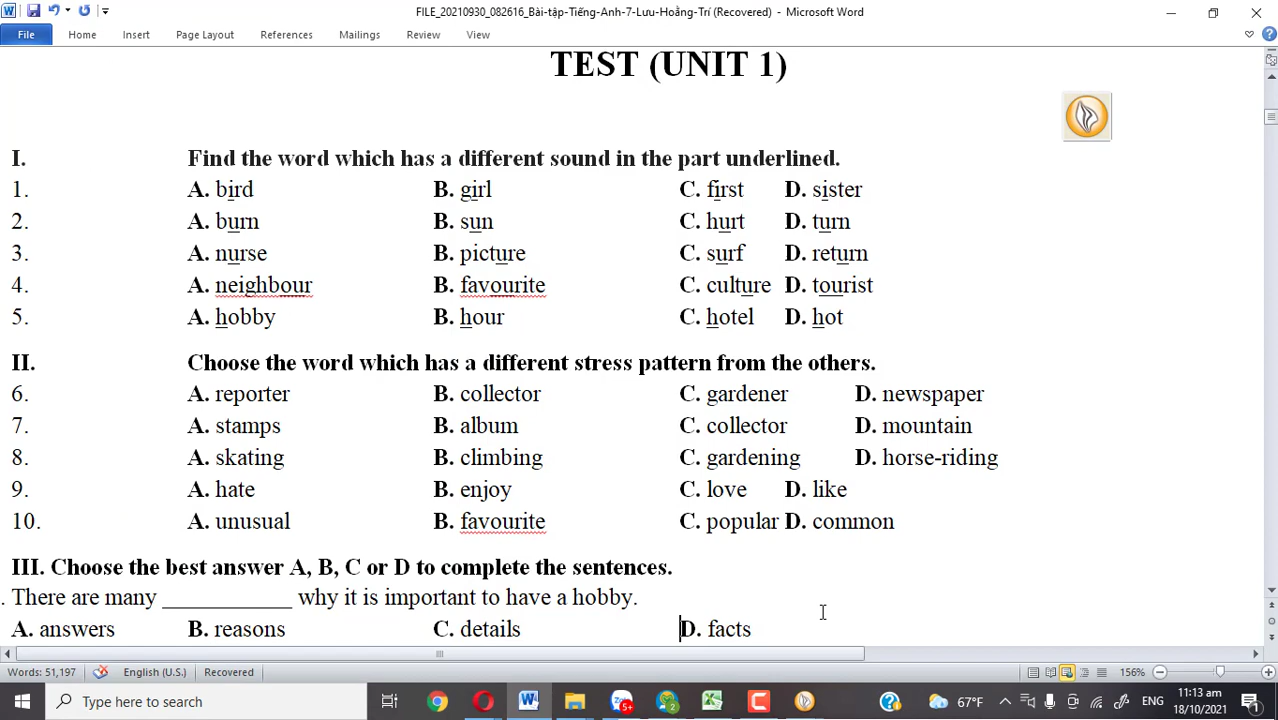 FILE_20210930_082616_Bài-tập-Tiếng-Anh-7-Lưu-Hoằng-Trí (Recovered) - Microsoft Word
File Home Insert Page Layout References Mailings Review View
TEST (UNIT 1)
I. Find the word which has a different sound in the part underlined.
1. A. bird B. girl C. first D. sister
2. A. burn B. sun C. hurt D. turn
3. A. nurse B. picture C. surf D. return
4. A. neighbour B. favourite C. culture D. tourist
5. A. hobby B. hour C. hotel D. hot
II. Choose the word which has a different stress pattern from the others.
6. A. reporter B. collector C. gardener D. newspaper
7. A. stamps B. album C. collector D. mountain
8. A. skating B. climbing C. gardening D. horse-riding
9. A. hate B. enjoy C. love D. like
10. A. unusual B. favourite C. popular D. common
III. Choose the best answer A, B, C or D to complete the sentences.
. There are many ___________ why it is important to have a hobby.
A. answers B. reasons C. details D. facts
Words: 51,197 English (U.S.) Recovered 156%
Type here to search 5+ 2 67°F ENG 11:13 am
18/10/2021 1